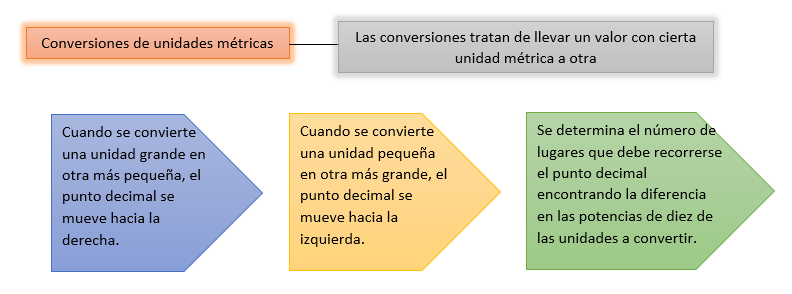 Conversiones de unidades métricas
Las conversiones tratan de llevar un valor con cierta
unidad métrica a otra
Cuando se convierte
una unidad grande en
otra más pequeña, el
punto decimal se
mueve hacia la
derecha.
Cuando se convierte
una unidad pequeña
en otra más grande, el
punto decimal se
mueve hacia la
izquierda.
Se determina el número de
lugares que debe recorrerse
el punto decimal
encontrando la diferencia
en las potencias de diez de
las unidades a convertir.